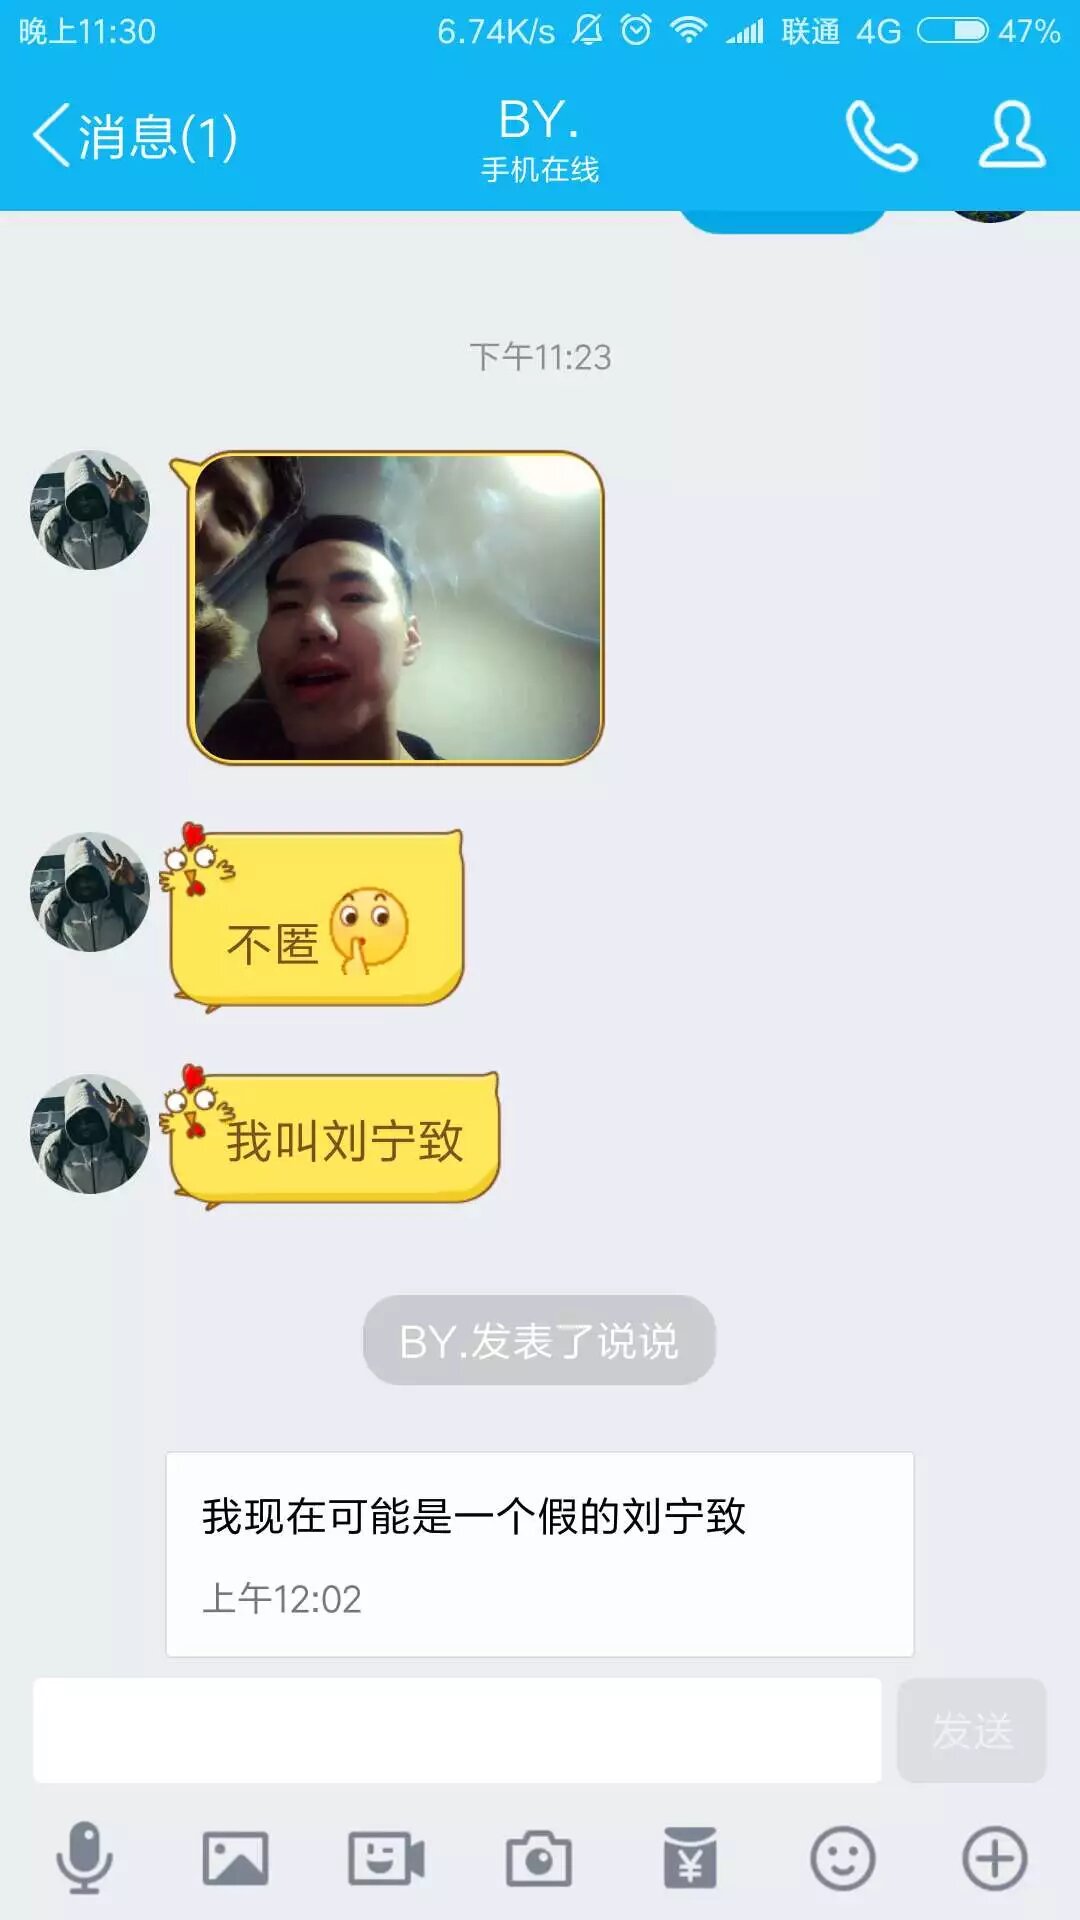 晚上11:30 6.74K/s 联通 4G 47%
消息(1)
BY.
手机在线
下午11:23
不匿
我叫刘宁致
BY.发表了说说
我现在可能是一个假的刘宁致
上午12:02
发送